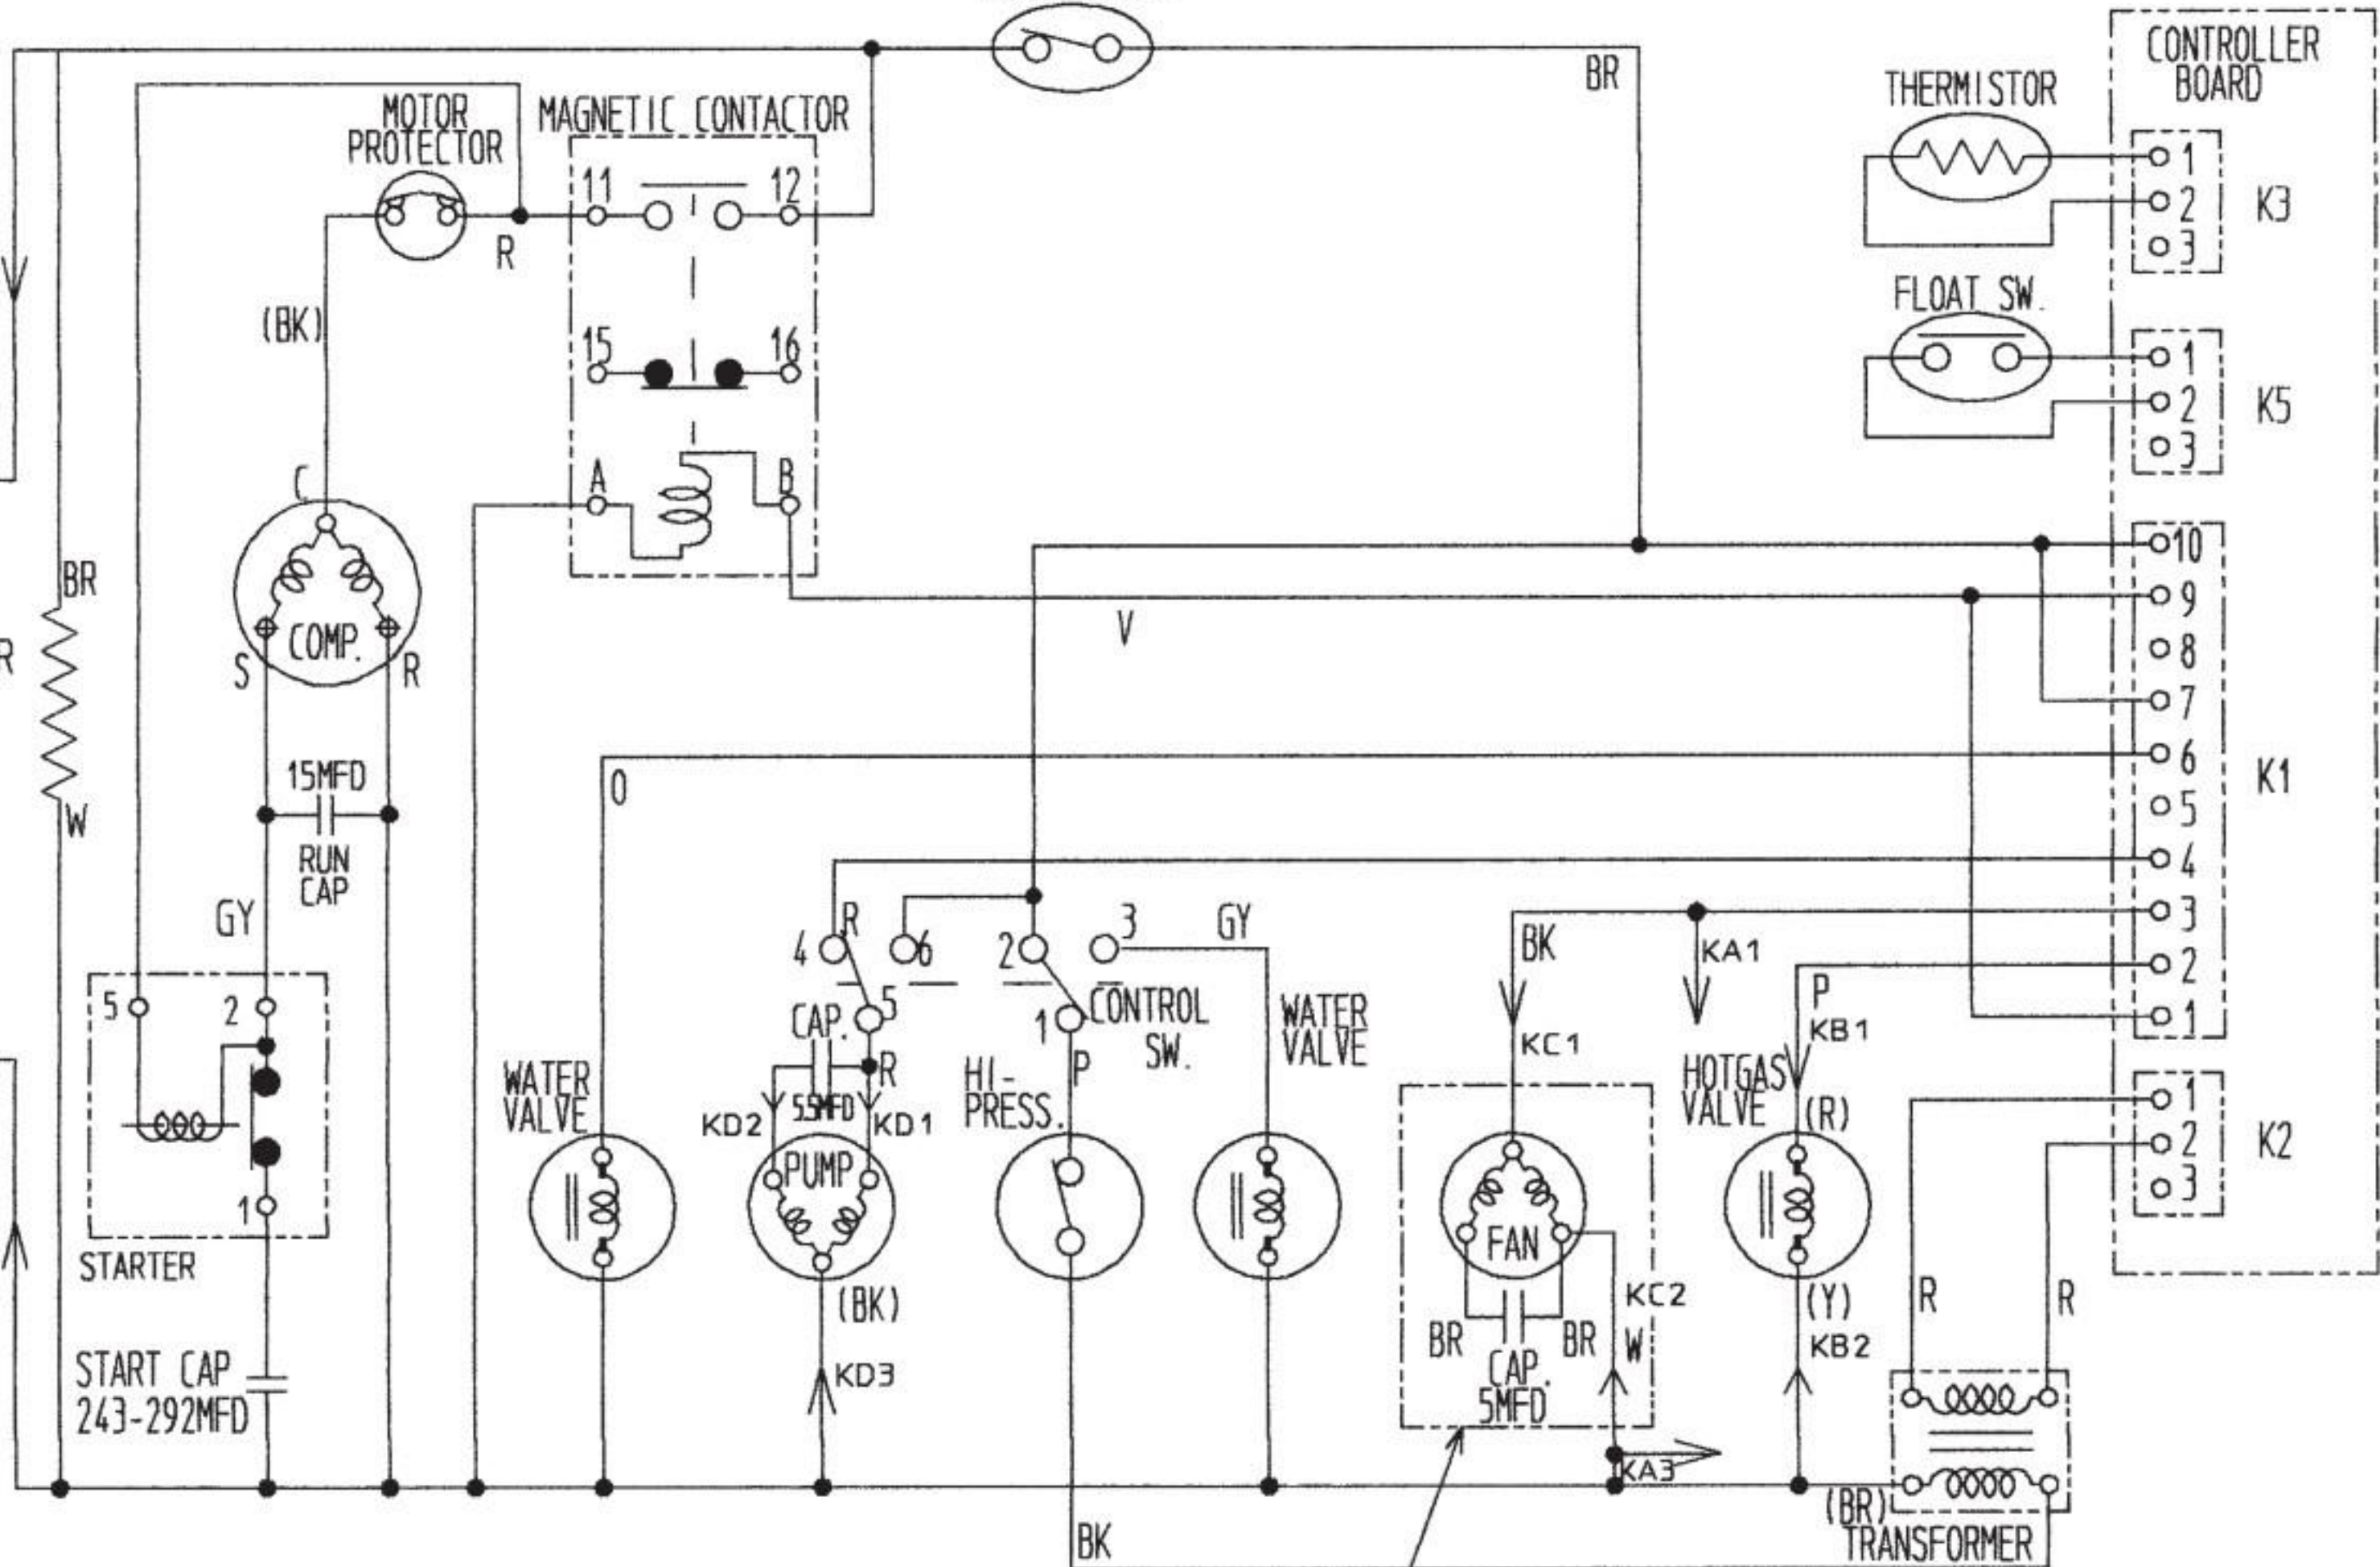 CONTROLLER
BOARD
BR
THERMISTOR
MOTOR
PROTECTOR
MAGNETIC CONTACTOR
11
12
1
2
3
K3
R
(BK)
FLOAT SW.
15
16
1
2
3
K5
C
A
B
10
BR
9
V
COMP.
8
R
S
R
7
6
15MFD
O
K1
W
5
RUN
CAP
4
GY
R
3
GY
3
4
6
2
BK
KA1
2
P
5
2
CAP.
5
1
CONTROL
SW.
WATER
VALVE
1
KB1
KC1
WATER
VALVE
R
HI-
PRESS.
P
HOTGAS
VALVE
(R)
1
KD2
55MFD
KD1
2
K2
PUMP
3
1
FAN
STARTER
(BK)
KC2
(Y)
R
R
BR
BR
W
KB2
START CAP
243-292MFD
KD3
CAP.
5MFD
KA3
(BR)
BK
TRANSFORMER